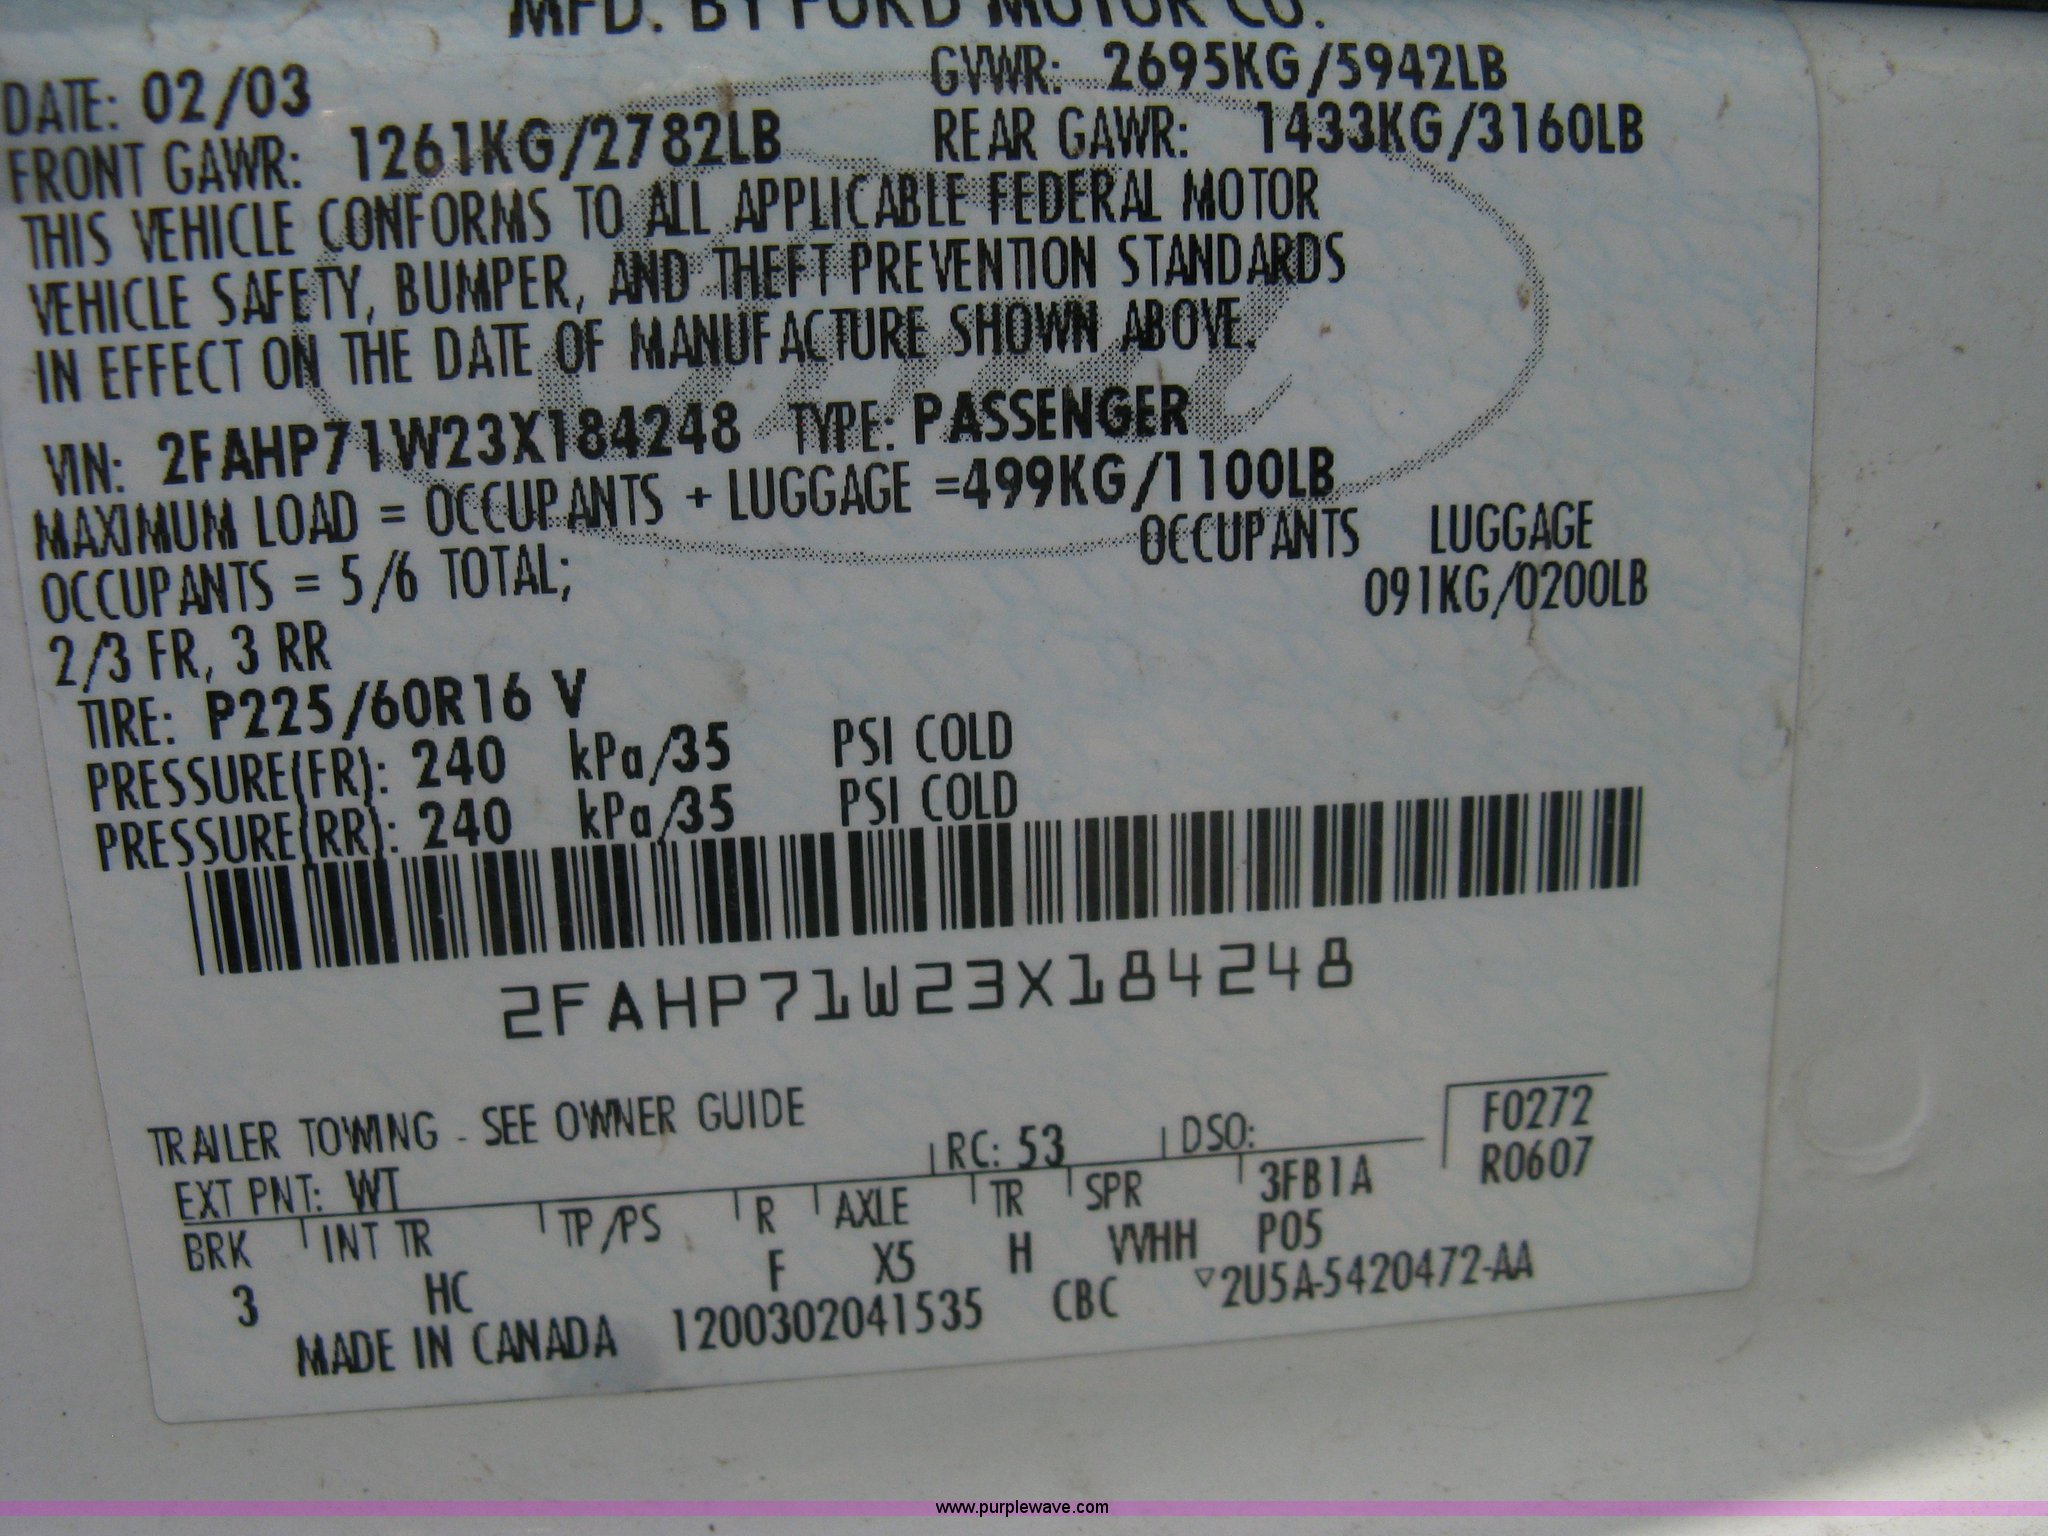 MFD. BY FORD MOTOR CO.
DATE: 02/03 GVWR: 2695KG/5942LB
FRONT GAWR: 1261KG/2782LB REAR GAWR: 1433KG/3160LB
THIS VEHICLE CONFORMS TO ALL APPLICABLE FEDERAL MOTOR
VEHICLE SAFETY, BUMPER, AND THEFT PREVENTION STANDARDS
IN EFFECT ON THE DATE OF MANUFACTURE SHOWN ABOVE.
VIN: 2FAHP71W23X184248 TYPE: PASSENGER
MAXIMUM LOAD = OCCUPANTS + LUGGAGE =499KG/1100LB
OCCUPANTS = 5/6 TOTAL; OCCUPANTS LUGGAGE
2/3 FR, 3 RR 091KG/0200LB
TIRE: P225/60R16 V
PRESSURE(FR): 240 kPa/35 PSI COLD
PRESSURE(RR): 240 kPa/35 PSI COLD
2FAHP71W23X184248
TRAILER TOWING - SEE OWNER GUIDE
EXT PNT: WT RC: 53 DSO: F0272
R0607
BRK INT TR TP/PS R AXLE TR SPR 3FB1A
3 HC F X5 H VVHH P05
MADE IN CANADA 1200302041535 CBC ▽2U5A-5420472-AA
www.purplewave.com